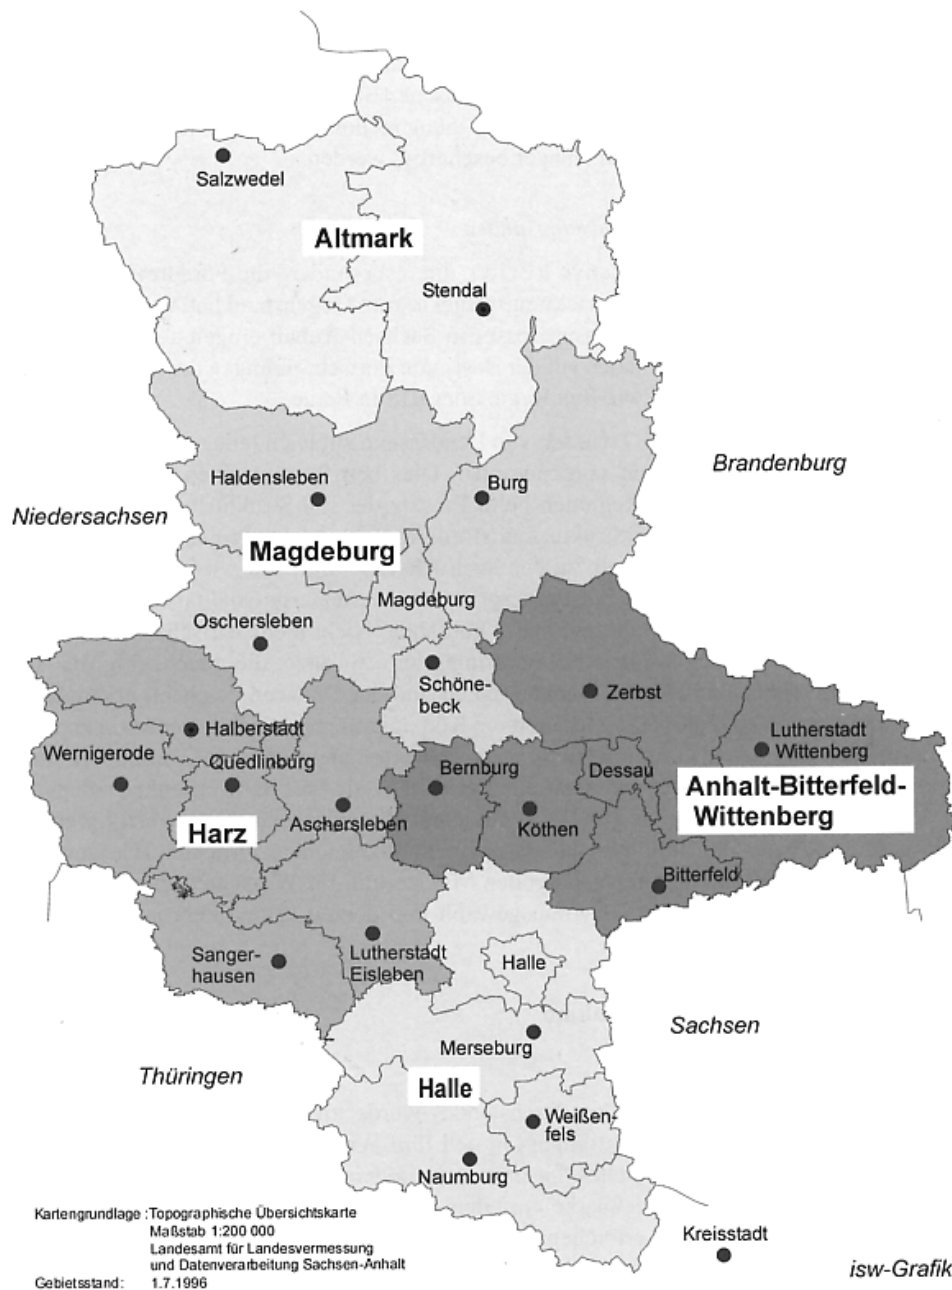 Salzwedel
Altmark
Stendal
Haldensleben
Burg
Brandenburg
Niedersachsen
Magdeburg
Magdeburg
Oschersleben
Schöne-
beck
Zerbst
Halberstadt
Lutherstadt
Wittenberg
Wernigerode
Quedlinburg
Bernburg
Dessau
Anhalt-Bitterfeld-
Wittenberg
Harz
Aschersleben
Köthen
Bitterfeld
Sanger-
hausen
Lutherstadt
Eisleben
Halle
Sachsen
Merseburg
Thüringen
Halle
Weißen-
fels
Naumburg
Kartengrundlage :Topographische Übersichtskarte
Maßstab 1:200 000
Landesamt für Landesvermessung
und Datenverarbeitung Sachsen-Anhalt
Gebietsstand: 1.7.1996
Kreisstadt
isw-Grafik